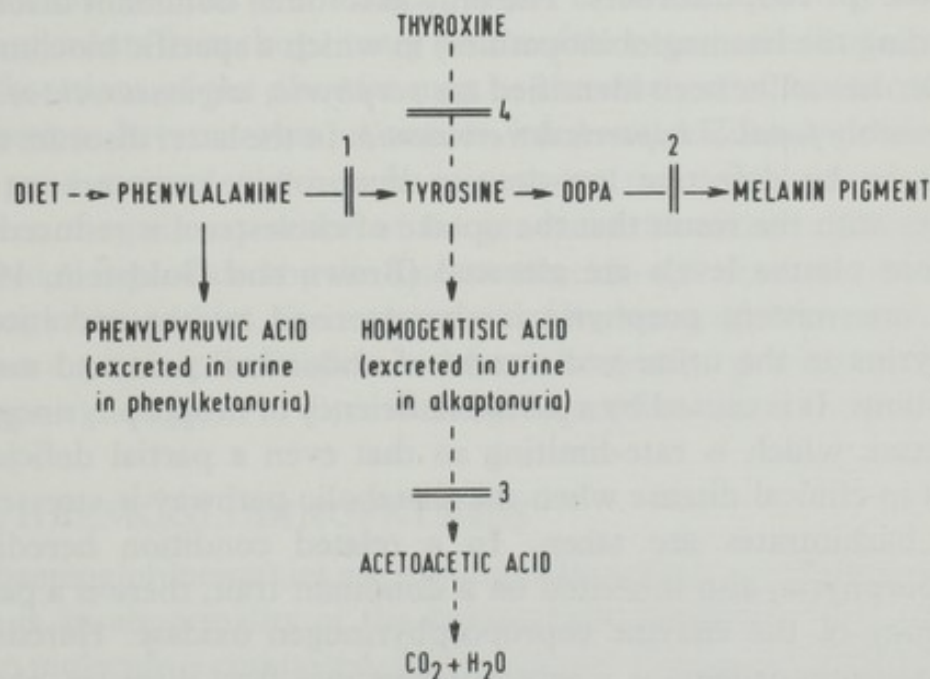 THYROXINE
4
1
2
DIET PHENYLALANINE TYROSINE DOPA MELANIN PIGMENT
PHENYLPYRUVIC ACID
(excreted in urine
in phenylketonuria)
HOMOGENTISIC ACID
(excreted in urine
in alkaptonuria)
3
ACETOACETIC ACID
CO₂ + H₂O